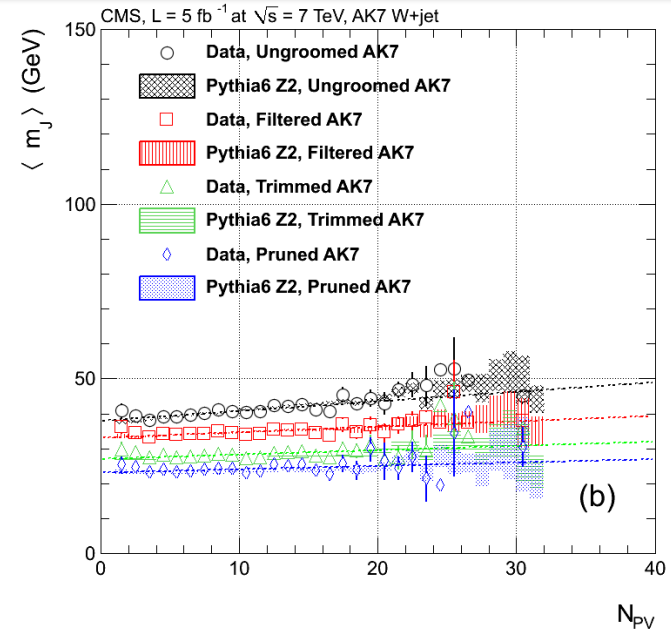 CMS, L = 5 fb⁻¹ at √s = 7 TeV, AK7 W+jet
150
Data, Ungroomed AK7
Pythia6 Z2, Ungroomed AK7
Data, Filtered AK7
Pythia6 Z2, Filtered AK7
Data, Trimmed AK7
Pythia6 Z2, Trimmed AK7
Data, Pruned AK7
Pythia6 Z2, Pruned AK7
⟨ m_J ⟩ (GeV)
100
50
(b)
0
0 10 20 30 40
N_PV